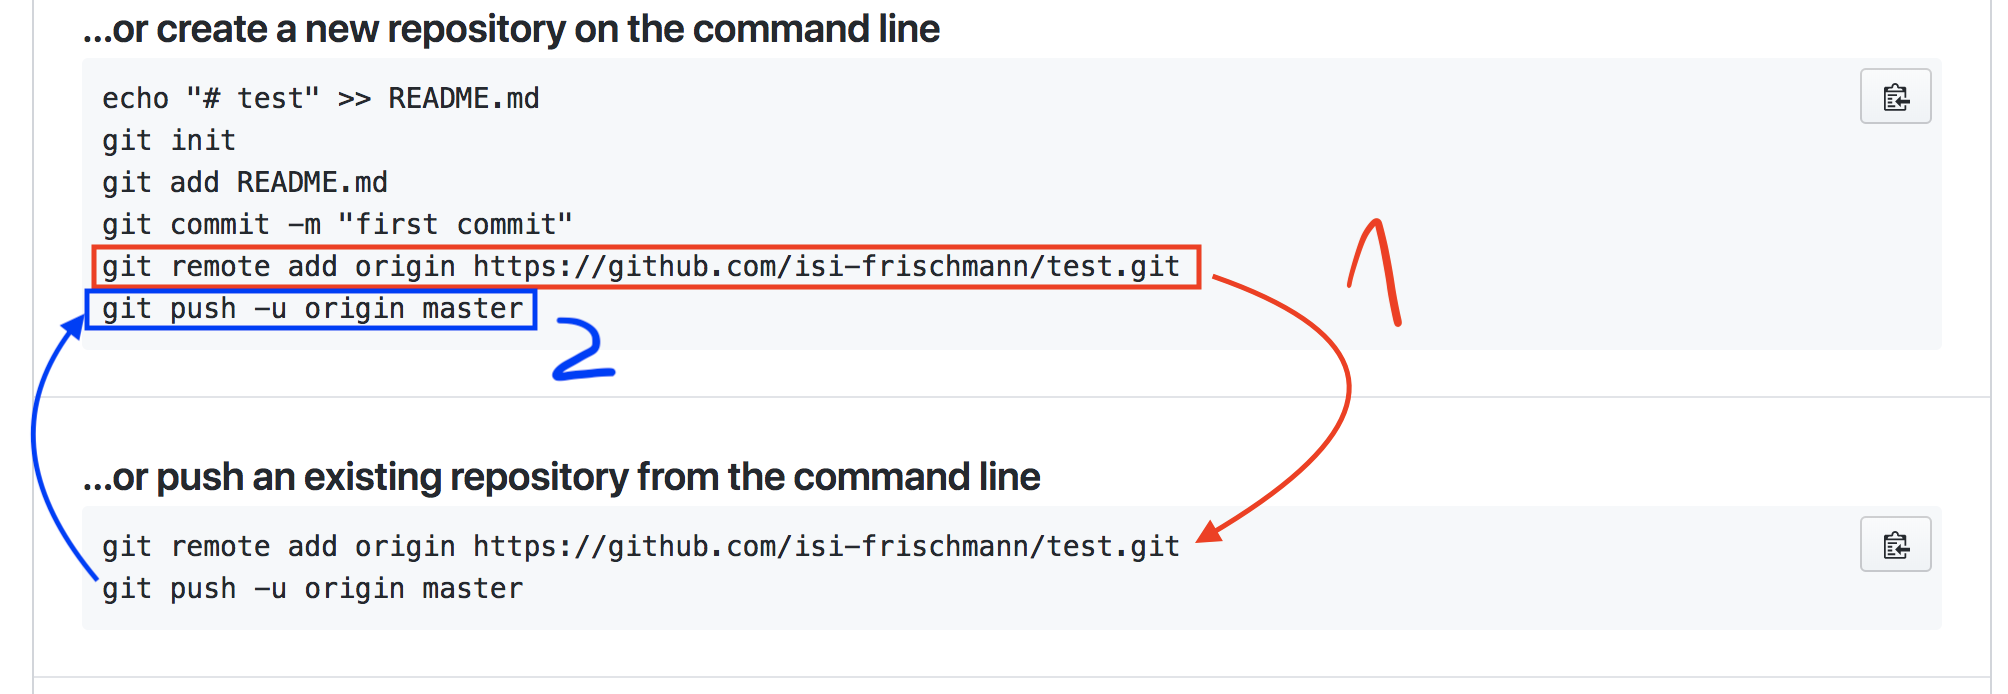 ...or create a new repository on the command line
echo "# test" >> README.md
git init
git add README.md
git commit -m "first commit"
git remote add origin https://github.com/isi-frischmann/test.git
1
git push -u origin master
2
...or push an existing repository from the command line
git remote add origin https://github.com/isi-frischmann/test.git
git push -u origin master